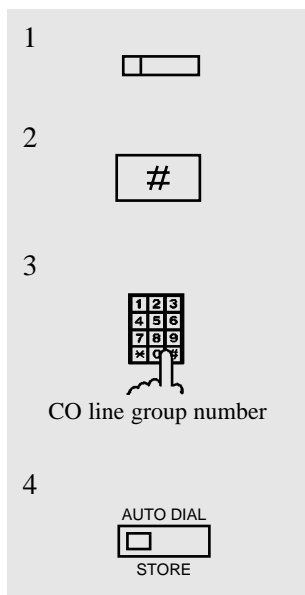 1
2
#
3
1 2 3
4 5 6
7 8 9
* 0 #
CO line group number
4
AUTO DIAL
STORE